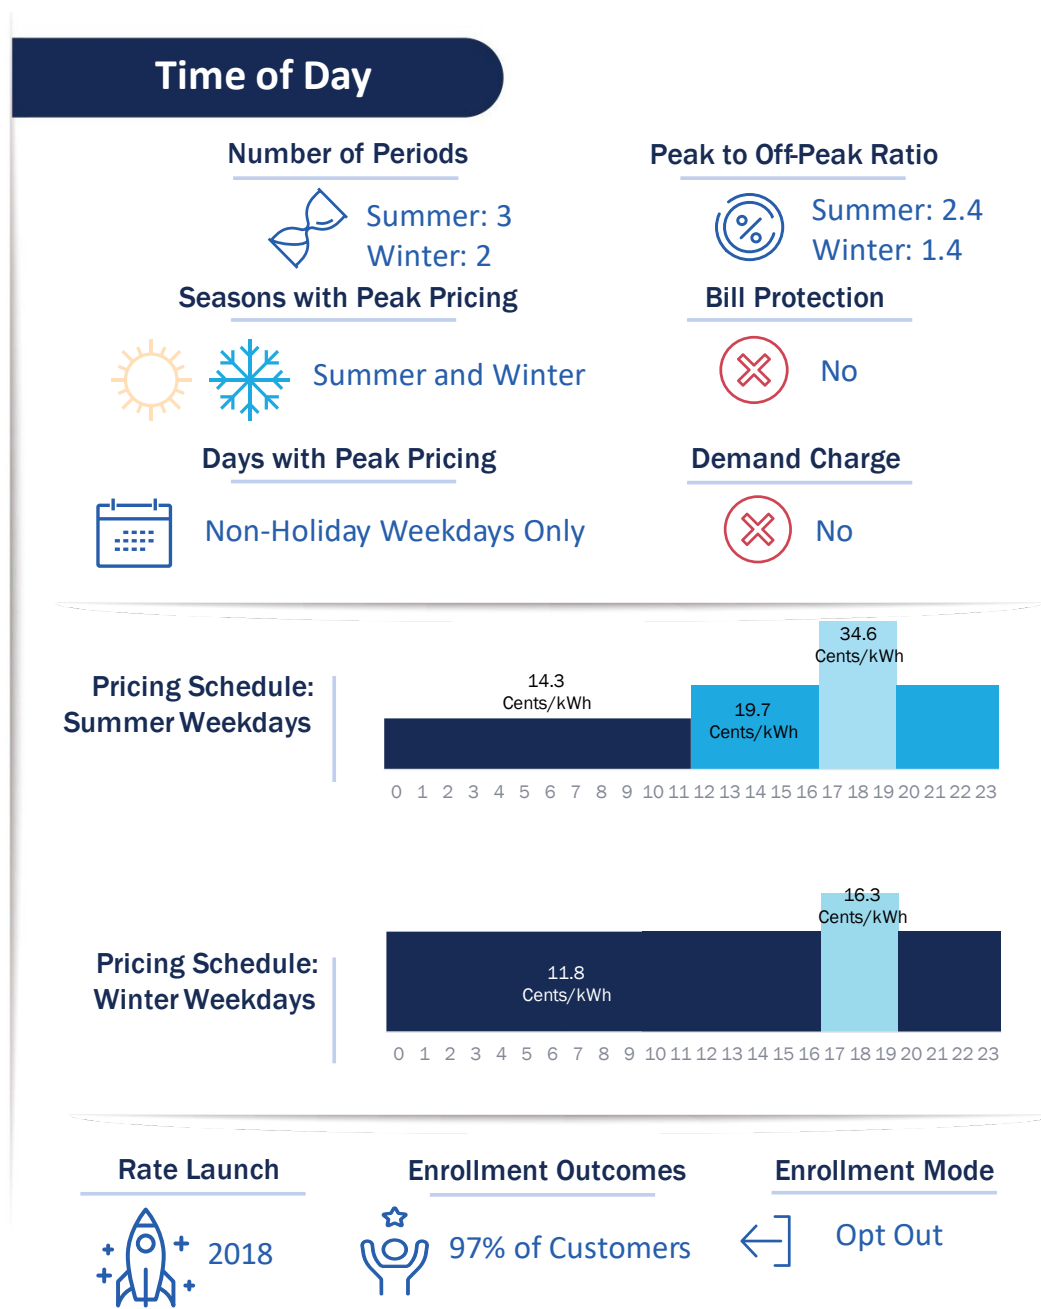 Time of Day
Number of Periods
Summer: 3
Winter: 2
Peak to Off-Peak Ratio
Summer: 2.4
Winter: 1.4
Seasons with Peak Pricing
Summer and Winter
Bill Protection
No
Days with Peak Pricing
Non-Holiday Weekdays Only
Demand Charge
No
Pricing Schedule:
Summer Weekdays
14.3
Cents/kWh
19.7
Cents/kWh
34.6
Cents/kWh
0 1 2 3 4 5 6 7 8 9 10 11 12 13 14 15 16 17 18 19 20 21 22 23
Pricing Schedule:
Winter Weekdays
11.8
Cents/kWh
16.3
Cents/kWh
0 1 2 3 4 5 6 7 8 9 10 11 12 13 14 15 16 17 18 19 20 21 22 23
Rate Launch
2018
Enrollment Outcomes
97% of Customers
Enrollment Mode
Opt Out